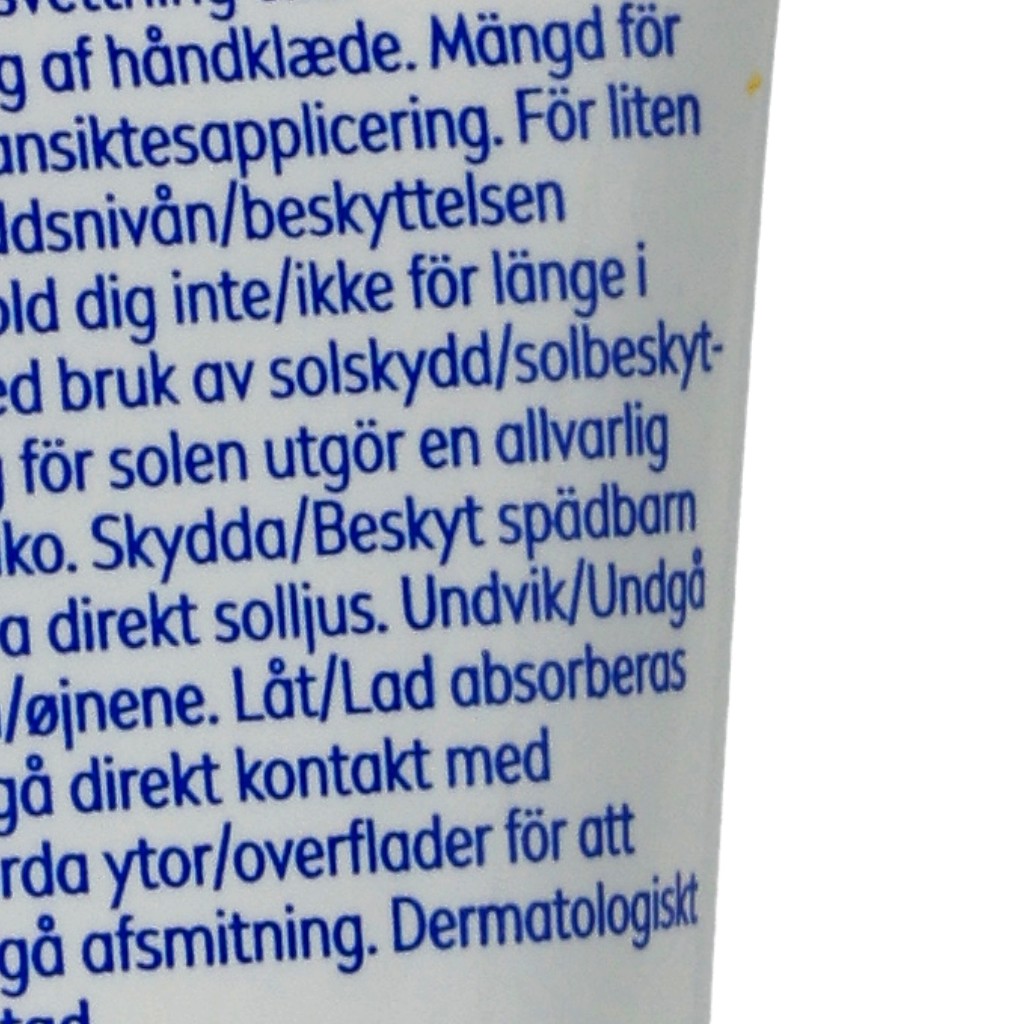 g af håndklæde. Mängd för
ansiktesapplicering. För liten
ldsnivån/beskyttelsen
old dig inte/ikke för länge i
ed bruk av solskydd/solbeskyt-
för solen utgör en allvarlig
ko. Skydda/Beskyt spädbarn
a direkt solljus. Undvik/Undgå
/øjnene. Låt/Lad absorberas
gå direkt kontakt med
rda ytor/overflader för att
gå afsmitning. Dermatologiskt